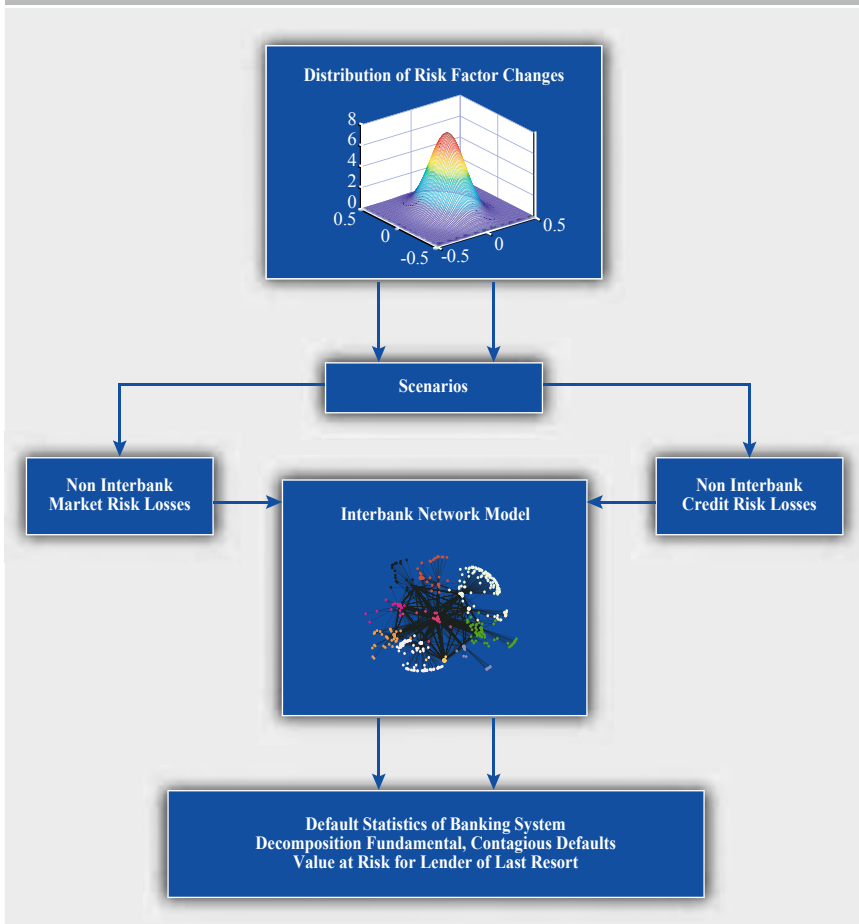 Distribution of Risk Factor Changes
8
6
4
2
0
0.5
0
-0.5
-0.5
0
0.5
Scenarios
Non Interbank
Market Risk Losses
Non Interbank
Credit Risk Losses
Interbank Network Model
Default Statistics of Banking System
Decomposition Fundamental, Contagious Defaults
Value at Risk for Lender of Last Resort